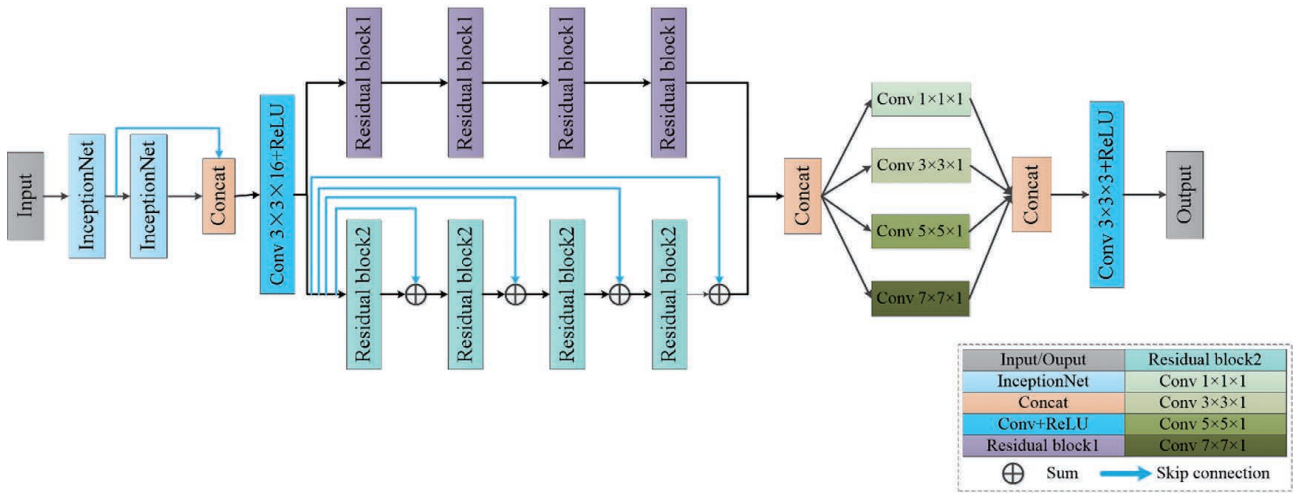 Input
InceptionNet
InceptionNet
Concat
Conv 3×3×16+ReLU
Residual block1
Residual block1
Residual block1
Residual block1
Residual block2
Residual block2
Residual block2
Residual block2
Concat
Conv 1×1×1
Conv 3×3×1
Conv 5×5×1
Conv 7×7×1
Concat
Conv 3×3×3+ReLU
Output
Input/Ouput
Residual block2
InceptionNet
Conv 1×1×1
Concat
Conv 3×3×1
Conv+ReLU
Conv 5×5×1
Residual block1
Conv 7×7×1
Sum
Skip connection